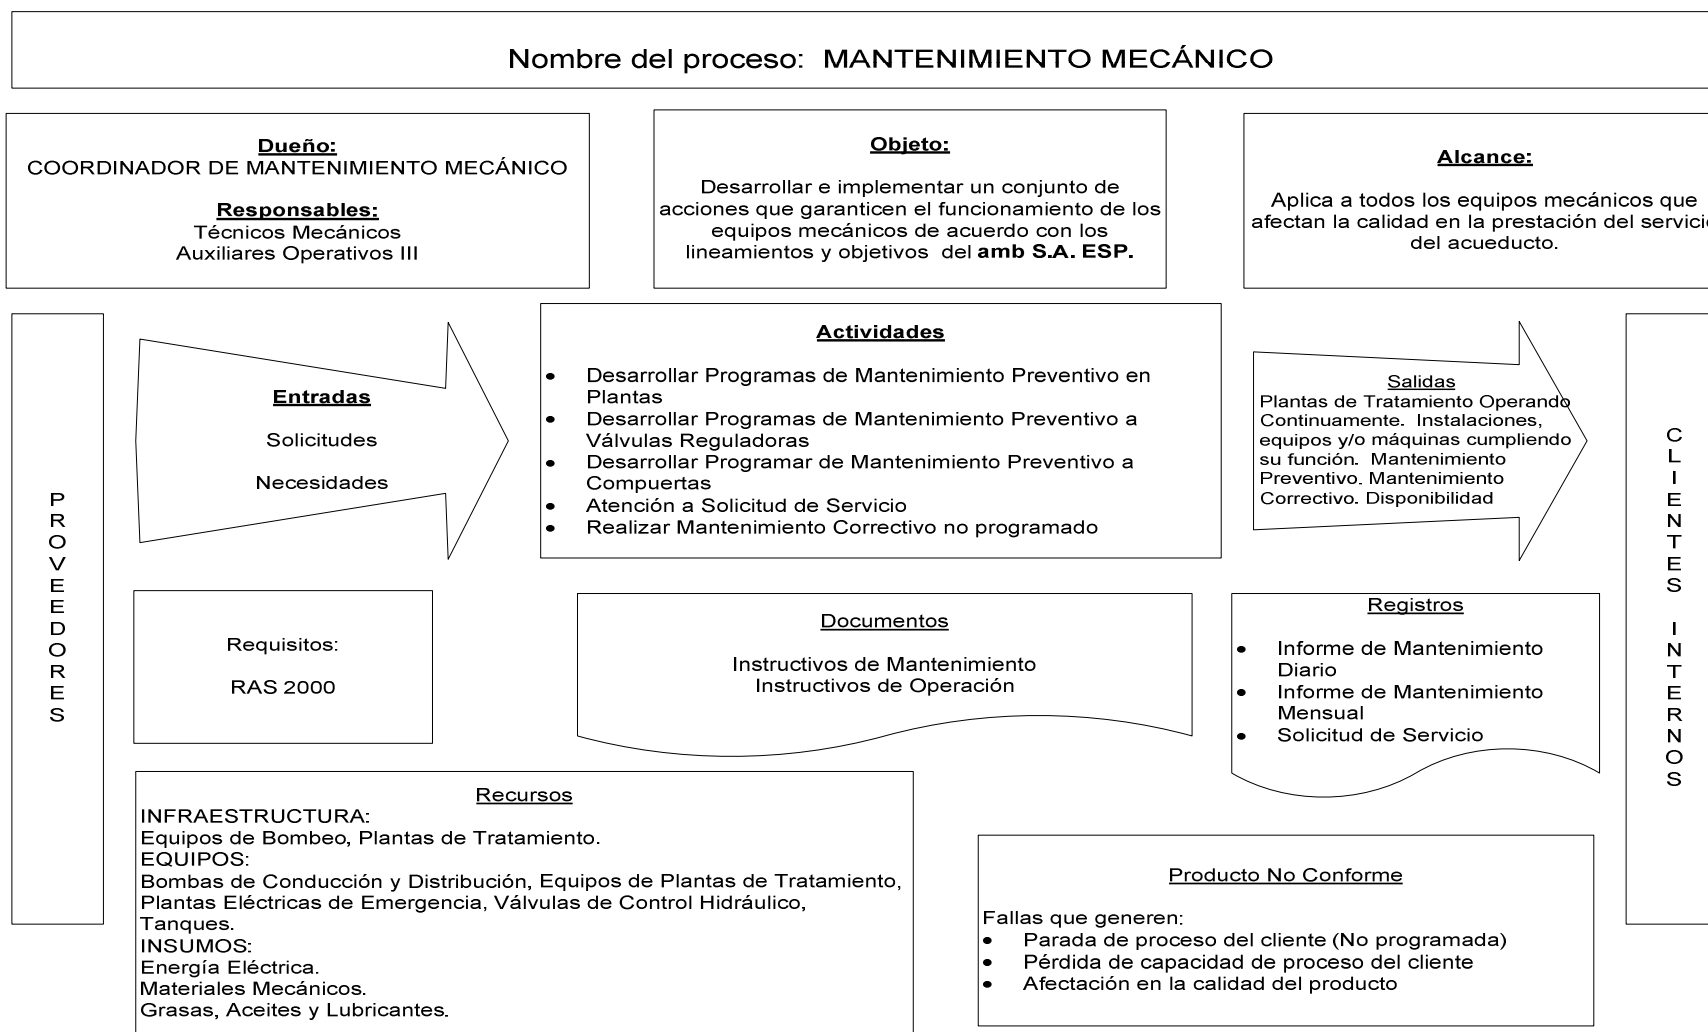 Nombre del proceso: MANTENIMIENTO MECÁNICO
Dueño:
COORDINADOR DE MANTENIMIENTO MECÁNICO
Responsables:
Técnicos Mecánicos
Auxiliares Operativos III
Objeto:
Desarrollar e implementar un conjunto de
acciones que garanticen el funcionamiento de los
equipos mecánicos de acuerdo con los
lineamientos y objetivos del amb S.A. ESP.
Alcance:
Aplica a todos los equipos mecánicos que
afectan la calidad en la prestación del servicio
del acueducto.
PROVEEDORES
Entradas
Solicitudes
Necesidades
Actividades
• Desarrollar Programas de Mantenimiento Preventivo en
Plantas
• Desarrollar Programas de Mantenimiento Preventivo a
Válvulas Reguladoras
• Desarrollar Programar de Mantenimiento Preventivo a
Compuertas
• Atención a Solicitud de Servicio
• Realizar Mantenimiento Correctivo no programado
Salidas
Plantas de Tratamiento Operando
Continuamente. Instalaciones,
equipos y/o máquinas cumpliendo
su función. Mantenimiento
Preventivo. Mantenimiento
Correctivo. Disponibilidad
CLIENTES INTERNOS
Requisitos:
RAS 2000
Documentos
Instructivos de Mantenimiento
Instructivos de Operación
Registros
• Informe de Mantenimiento
Diario
• Informe de Mantenimiento
Mensual
• Solicitud de Servicio
Recursos
INFRAESTRUCTURA:
Equipos de Bombeo, Plantas de Tratamiento.
EQUIPOS:
Bombas de Conducción y Distribución, Equipos de Plantas de Tratamiento,
Plantas Eléctricas de Emergencia, Válvulas de Control Hidráulico,
Tanques.
INSUMOS:
Energía Eléctrica.
Materiales Mecánicos.
Grasas, Aceites y Lubricantes.
Producto No Conforme
Fallas que generen:
• Parada de proceso del cliente (No programada)
• Pérdida de capacidad de proceso del cliente
• Afectación en la calidad del producto